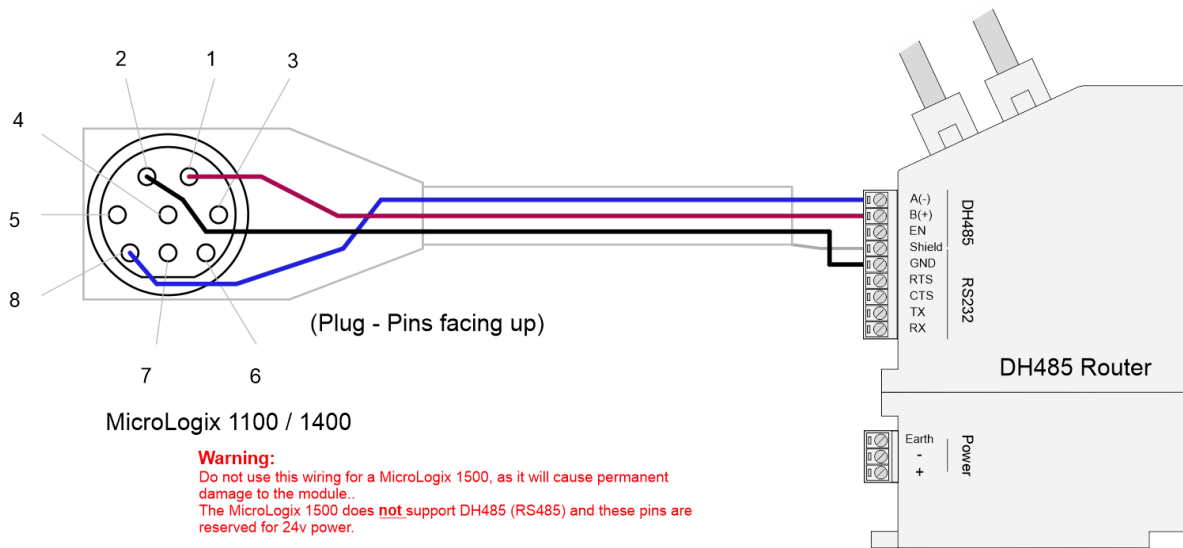 2
1
3
4
5
8
7
6
(Plug - Pins facing up)
MicroLogix 1100 / 1400
Warning:
Do not use this wiring for a MicroLogix 1500, as it will cause permanent
damage to the module..
The MicroLogix 1500 does not support DH485 (RS485) and these pins are
reserved for 24v power.
A(-)
B(+)
EN
Shield
GND
RTS
CTS
TX
RX
DH485
RS232
DH485 Router
Earth
-
+
Power